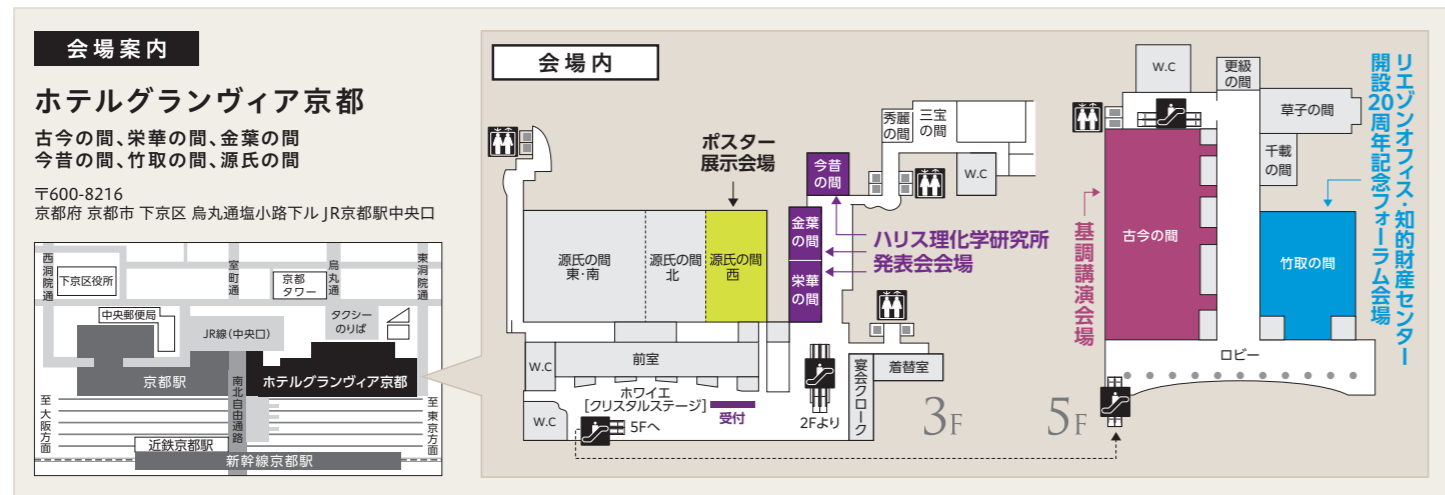 会場案内
ホテルグランヴィア京都
古今の間、栄華の間、金葉の間
今昔の間、竹取の間、源氏の間
〒600-8216
京都府 京都市 下京区 烏丸通塩小路下ル JR京都駅中央口
西洞院通
下京区役所
室町通
京都
タワー
烏丸通
東洞院通
中央郵便局
JR線(中央口)
タクシー
のりば
京都駅
南北自由通路
ホテルグランヴィア京都
至大阪方面
至東京方面
近鉄京都駅
新幹線京都駅
会場内
ポスター
展示会場
源氏の間
東・南
源氏の間
北
源氏の間
西
今昔
の間
金葉
の間
栄華
の間
ハリス理化学研究所
発表会会場
秀麗
の間
三宝
の間
W.C
W.C
前室
ホワイエ
[クリスタルステージ]
受付
W.C
5Fへ
2Fより
宴会クローク
着替室
3F
5F
W.C
更級
の間
草子の間
千載
の間
古今の間
基調講演会場
竹取の間
リエゾンオフィス・知的財産センター
開設20周年記念フォーラム会場
ロビー